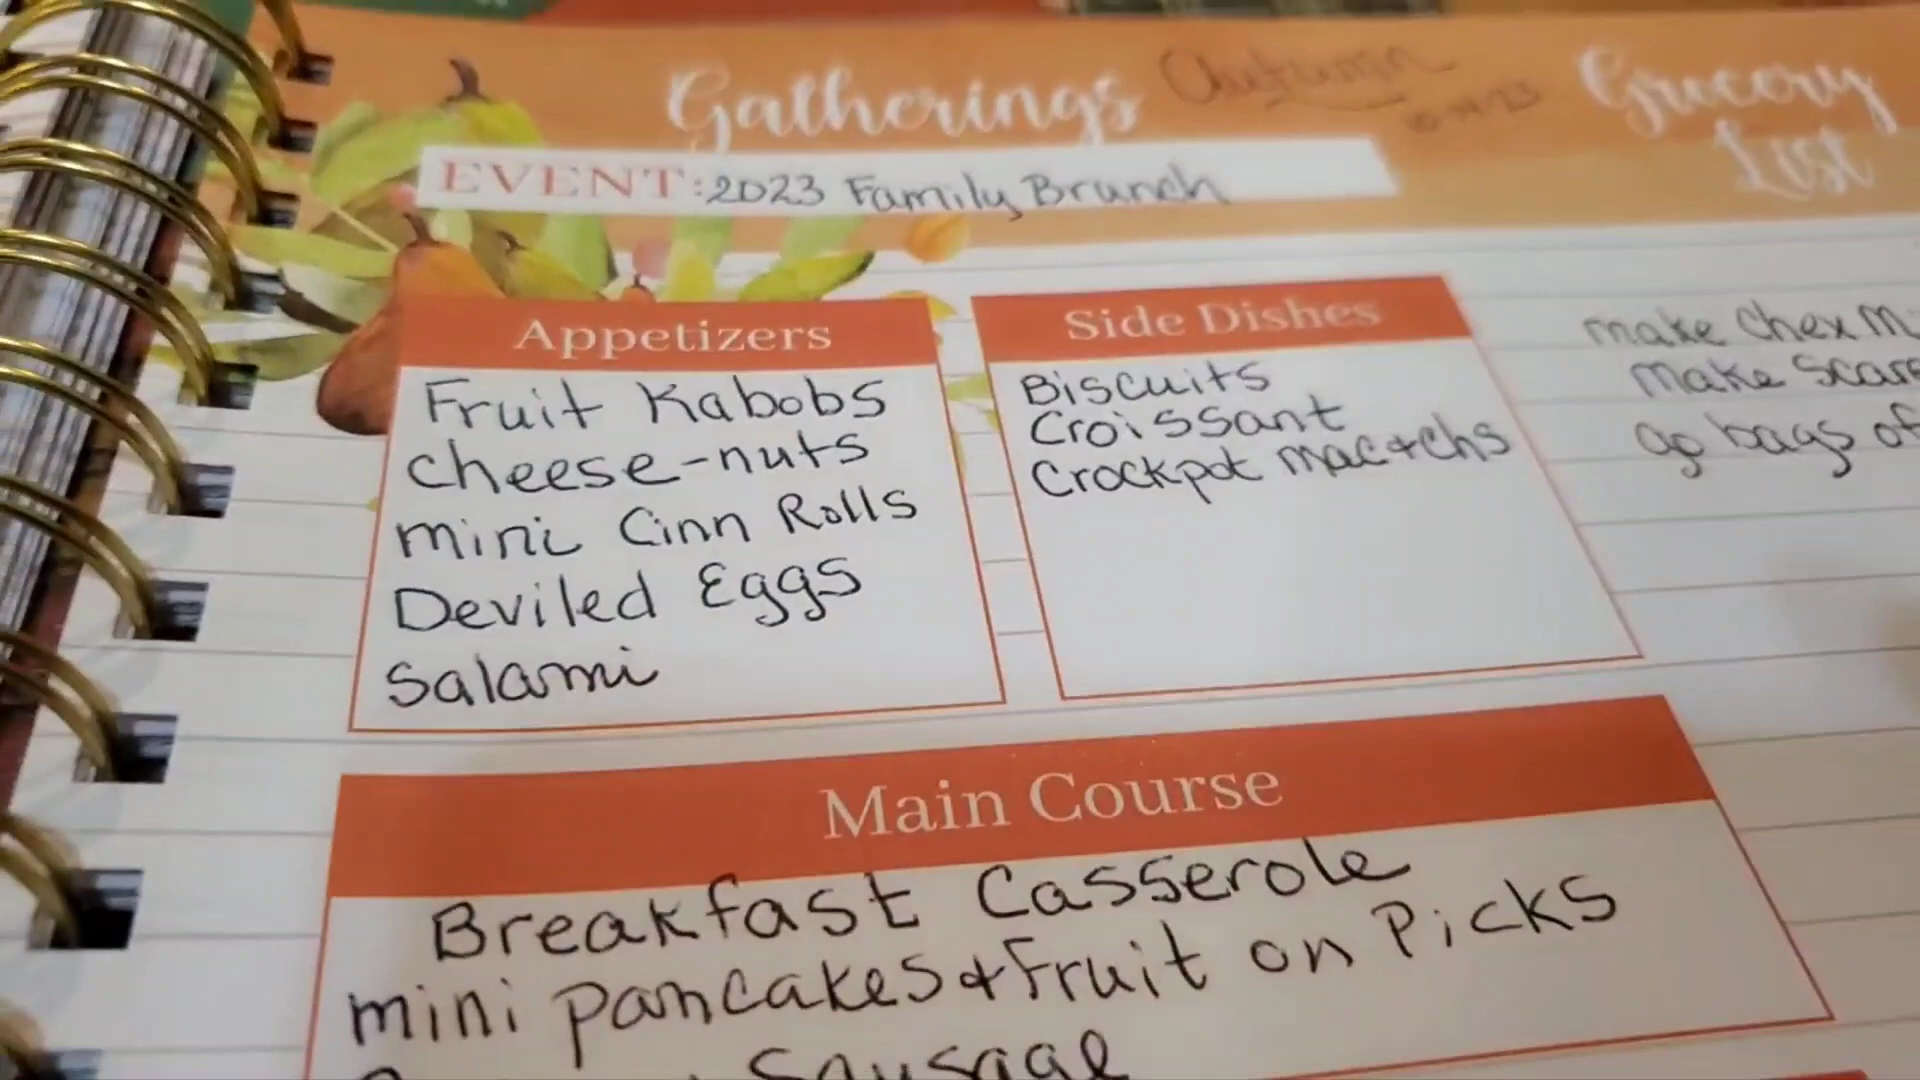 Gatherings
Autumn
Grocery
List
EVENT: 2023 Family Brunch
Appetizers
Fruit Kabobs
Cheese-nuts
mini Cinn Rolls
Deviled Eggs
Salami
Side Dishes
Biscuits
Croissant
Crockpot mac+chs
make Chex
make
go bags of
Main Course
Breakfast Casserole
mini pancakes + Fruit on Picks
Sausage